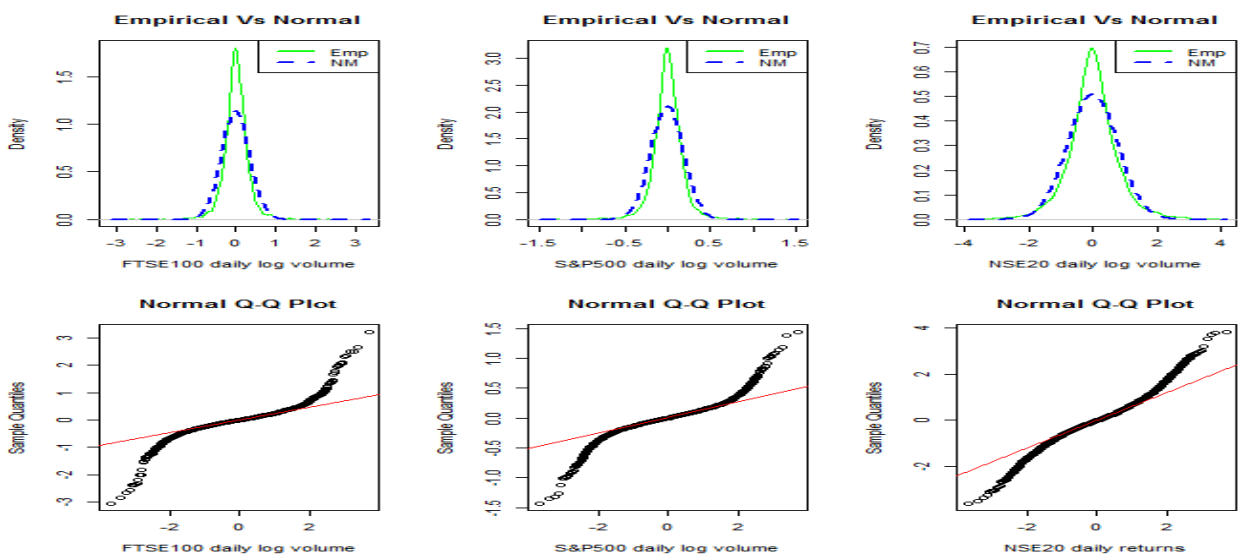 Empirical Vs Normal
Density
0.0 0.5 1.0 1.5
Emp
NM
-3 -2 -1 0 1 2 3
FTSE100 daily log volume
Empirical Vs Normal
Density
0.0 0.5 1.0 1.5 2.0 2.5 3.0
Emp
NM
-1.5 -0.5 0.5 1.5
S&P500 daily log volume
Empirical Vs Normal
Density
0.0 0.1 0.2 0.3 0.4 0.5 0.6 0.7
Emp
NM
-4 -2 0 2 4
NSE20 daily log volume
Normal Q-Q Plot
Sample Quantiles
-3 -2 -1 0 1 2 3
-2 0 2
FTSE100 daily log volume
Normal Q-Q Plot
Sample Quantiles
-1.5 -1.0 -0.5 0.0 0.5 1.0 1.5
-2 0 2
S&P500 daily log volume
Normal Q-Q Plot
Sample Quantiles
-2 0 2 4
-2 0 2
NSE20 daily returns